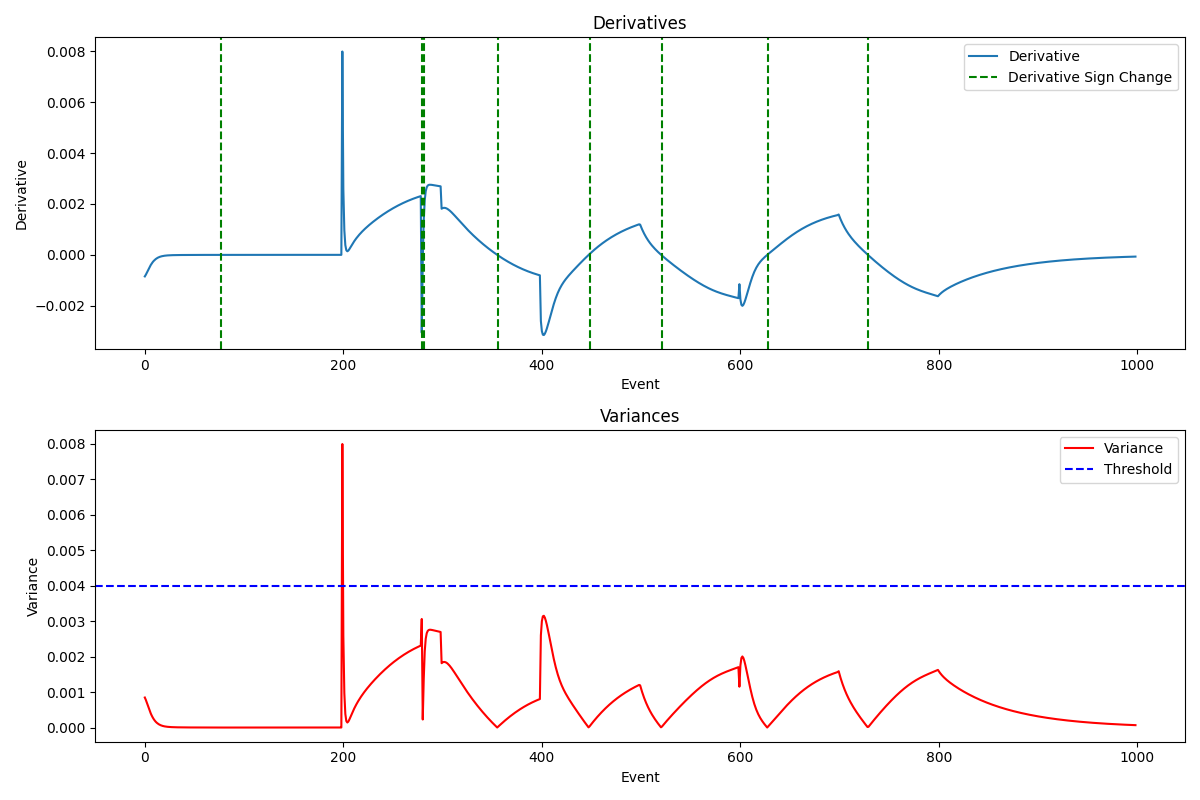 Derivatives
0.008
0.006
0.004
0.002
0.000
−0.002
Derivative
Derivative
Derivative Sign Change
0 200 400 600 800 1000
Event
Variances
0.008
0.007
0.006
0.005
0.004
0.003
0.002
0.001
0.000
Variance
Variance
Threshold
0 200 400 600 800 1000
Event